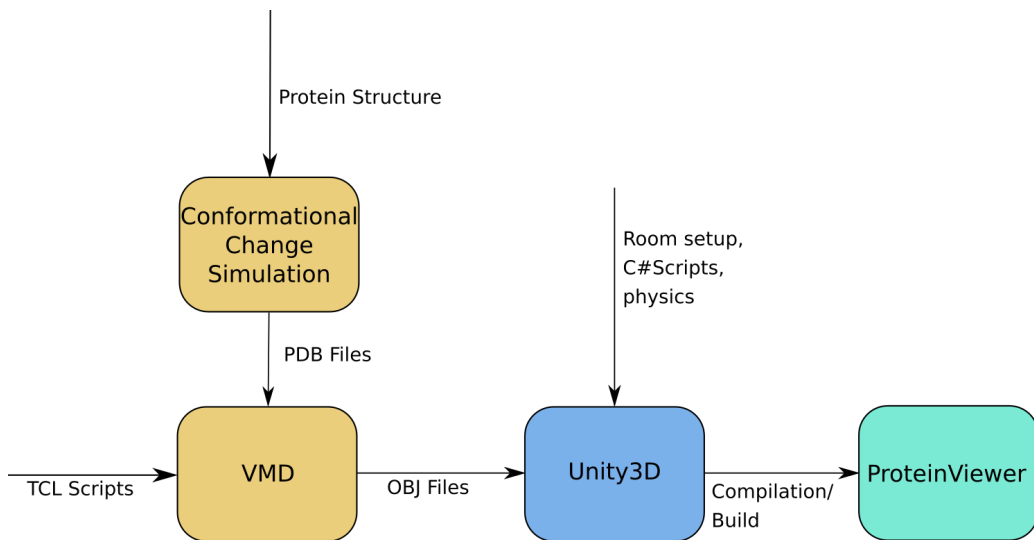 Protein Structure
Conformational
Change
Simulation
Room setup,
C#Scripts,
physics
PDB Files
VMD
Unity3D
ProteinViewer
TCL Scripts
OBJ Files
Compilation/
Build